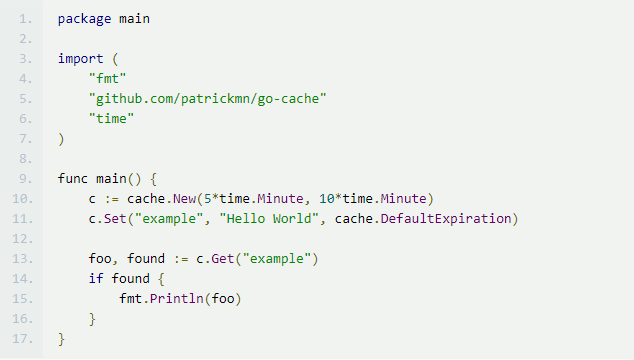 1. package main
2.
3. import (
4.     "fmt"
5.     "github.com/patrickmn/go-cache"
6.     "time"
7. )
8.
9. func main() {
10.     c := cache.New(5*time.Minute, 10*time.Minute)
11.     c.Set("example", "Hello World", cache.DefaultExpiration)
12.
13.     foo, found := c.Get("example")
14.     if found {
15.         fmt.Println(foo)
16.     }
17. }